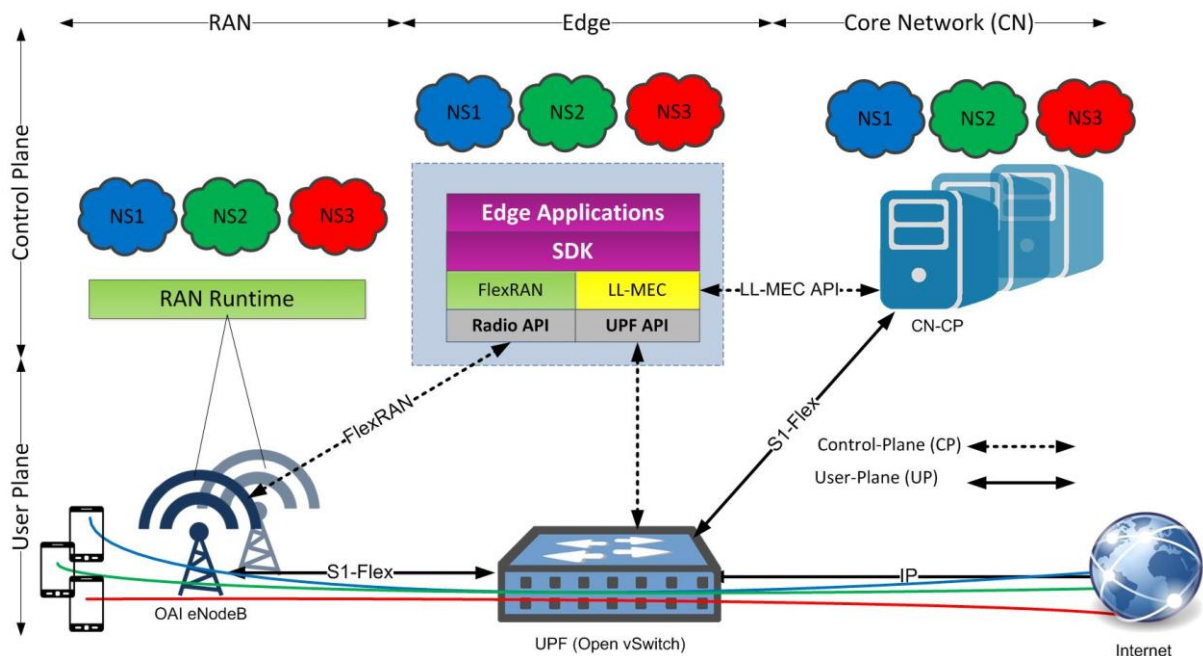 RAN
Edge
Core Network (CN)
Control Plane
User Plane
NS1
NS2
NS3
NS1
NS2
NS3
NS1
NS2
NS3
RAN Runtime
Edge Applications
SDK
FlexRAN
LL-MEC
Radio API
UPF API
LL-MEC API
CN-CP
FlexRAN
S1-Flex
Control-Plane (CP)
User-Plane (UP)
S1-Flex
IP
OAI eNodeB
UPF (Open vSwitch)
Internet